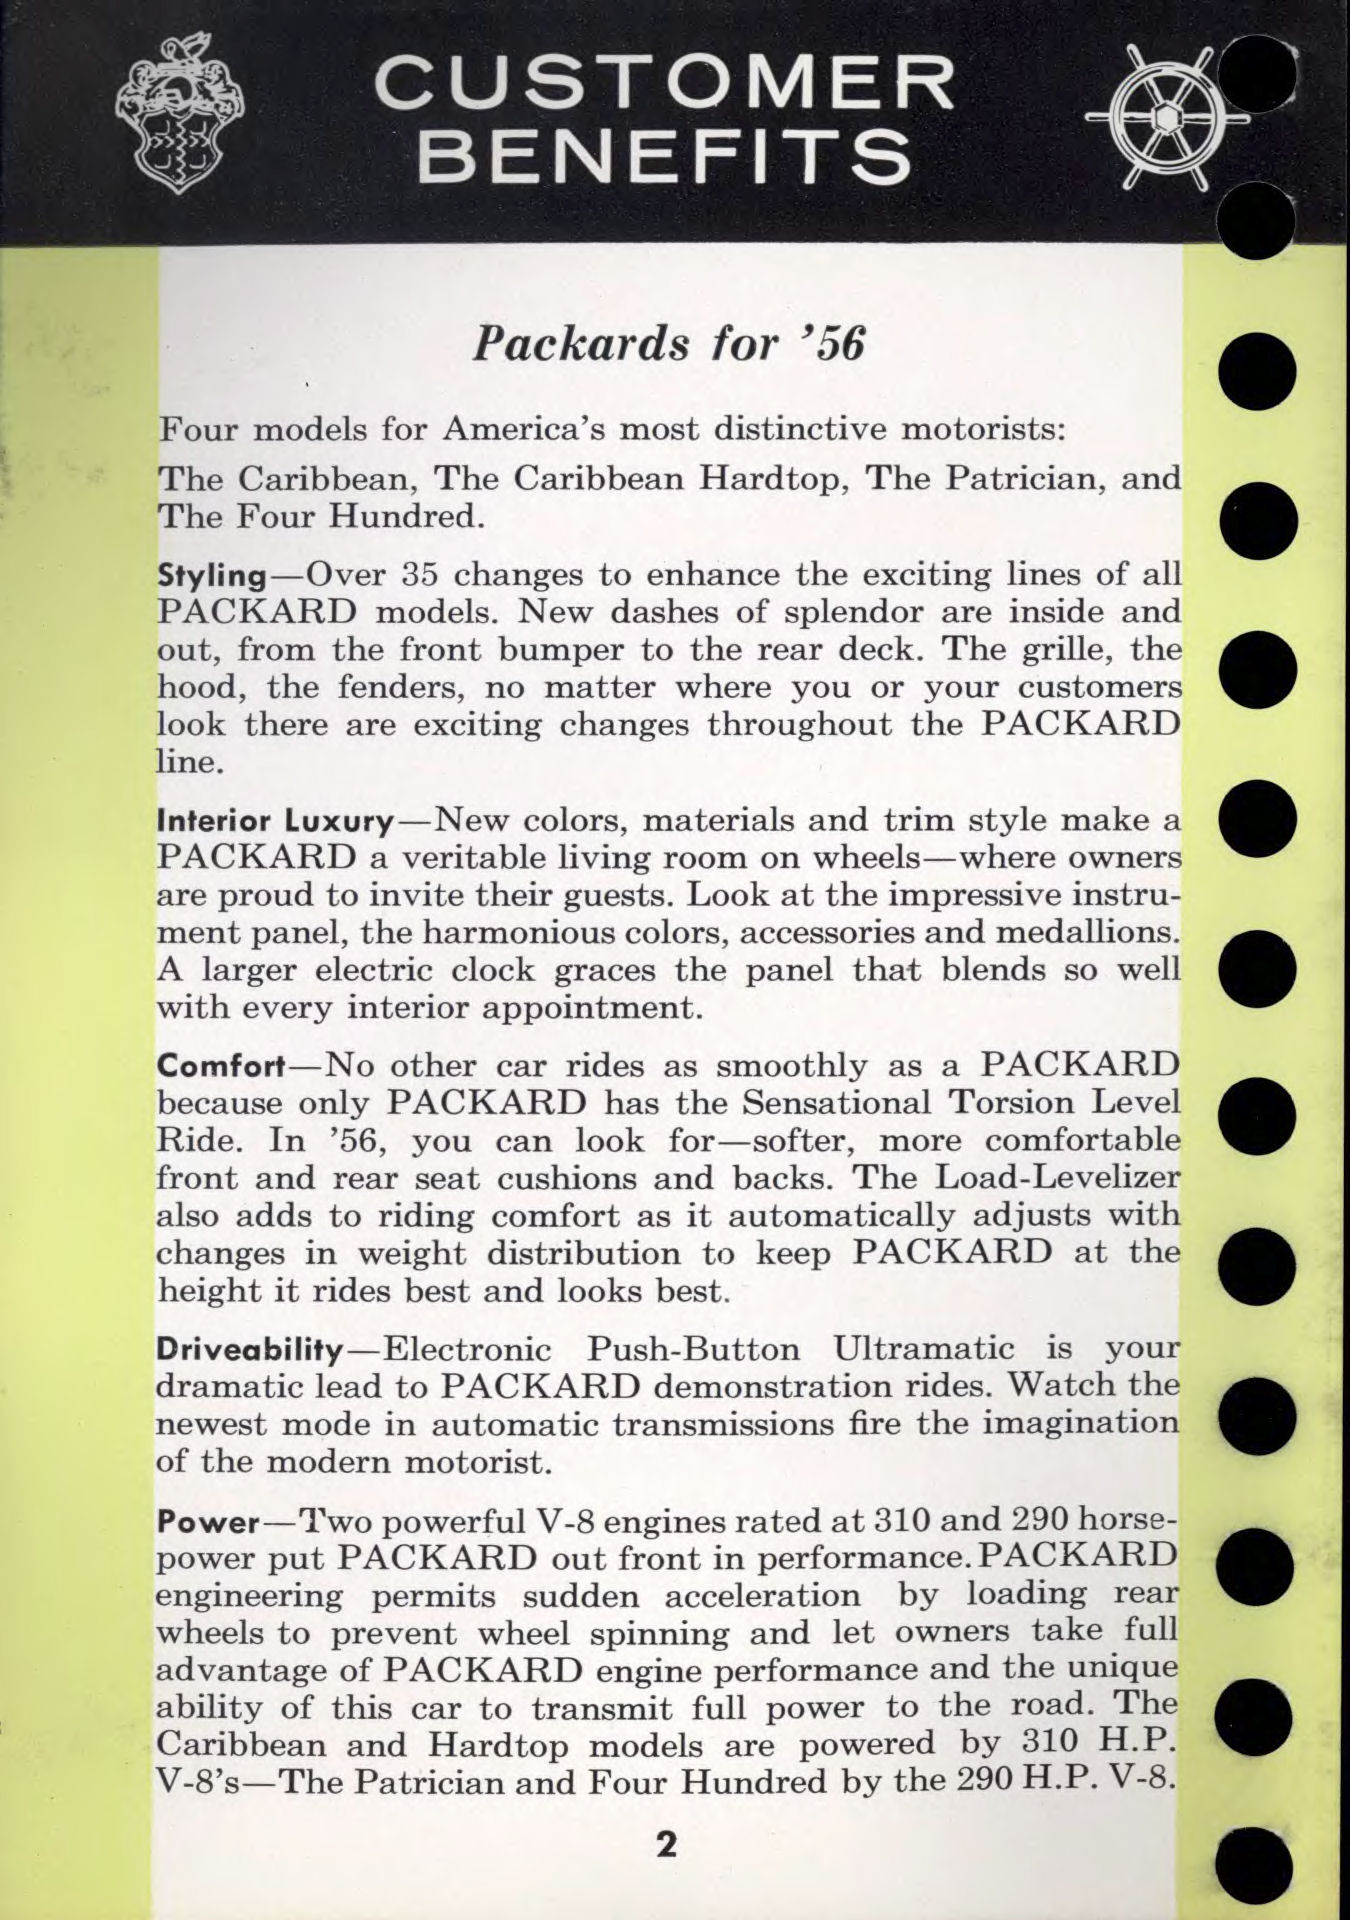 CUSTOMER
BENEFITS
Packards for ’56
Four models for America’s most distinctive motorists:
The Caribbean, The Caribbean Hardtop, The Patrician, and
The Four Hundred.
Styling—Over 35 changes to enhance the exciting lines of all
PACKARD models. New dashes of splendor are inside and
out, from the front bumper to the rear deck. The grille, the
hood, the fenders, no matter where you or your customers
look there are exciting changes throughout the PACKARD
line.
Interior Luxury—New colors, materials and trim style make a
PACKARD a veritable living room on wheels—where owners
are proud to invite their guests. Look at the impressive instru-
ment panel, the harmonious colors, accessories and medallions.
A larger electric clock graces the panel that blends so well
with every interior appointment.
Comfort—No other car rides as smoothly as a PACKARD
because only PACKARD has the Sensational Torsion Level
Ride. In ’56, you can look for—softer, more comfortable
front and rear seat cushions and backs. The Load-Levelizer
also adds to riding comfort as it automatically adjusts with
changes in weight distribution to keep PACKARD at the
height it rides best and looks best.
Driveability—Electronic Push-Button Ultramatic is your
dramatic lead to PACKARD demonstration rides. Watch the
newest mode in automatic transmissions fire the imagination
of the modern motorist.
Power—Two powerful V-8 engines rated at 310 and 290 horse-
power put PACKARD out front in performance. PACKARD
engineering permits sudden acceleration by loading rear
wheels to prevent wheel spinning and let owners take full
advantage of PACKARD engine performance and the unique
ability of this car to transmit full power to the road. The
Caribbean and Hardtop models are powered by 310 H.P.
V-8’s—The Patrician and Four Hundred by the 290 H.P. V-8.
2